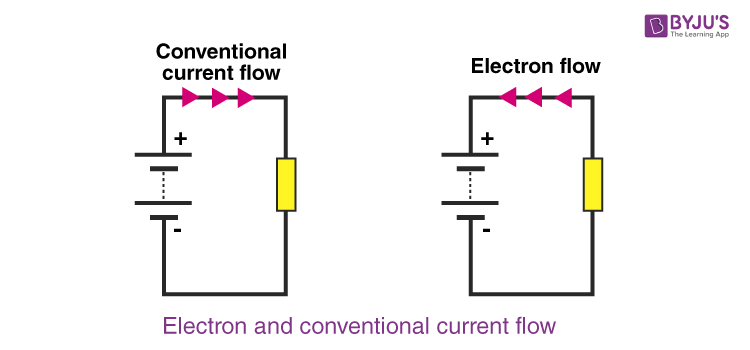 BYJU'S
The Learning App
Conventional
current flow
Electron flow
+
+
-
-
Electron and conventional current flow